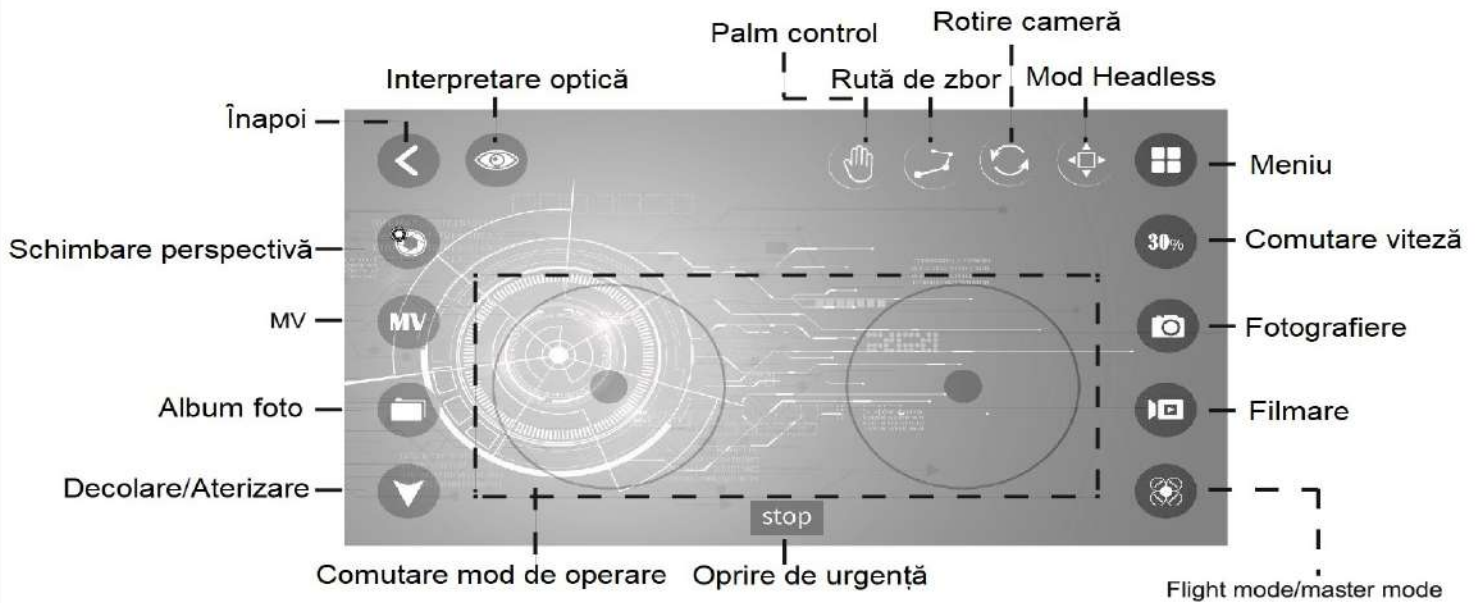 Palm control
Rotire cameră
Interpretare optică
Rută de zbor
Mod Headless
Înapoi
Meniu
Schimbare perspectivă
30%
Comutare viteză
MV
MV
Fotografiere
Album foto
Filmare
Decolare/Aterizare
stop
Comutare mod de operare
Oprire de urgență
Flight mode/master mode